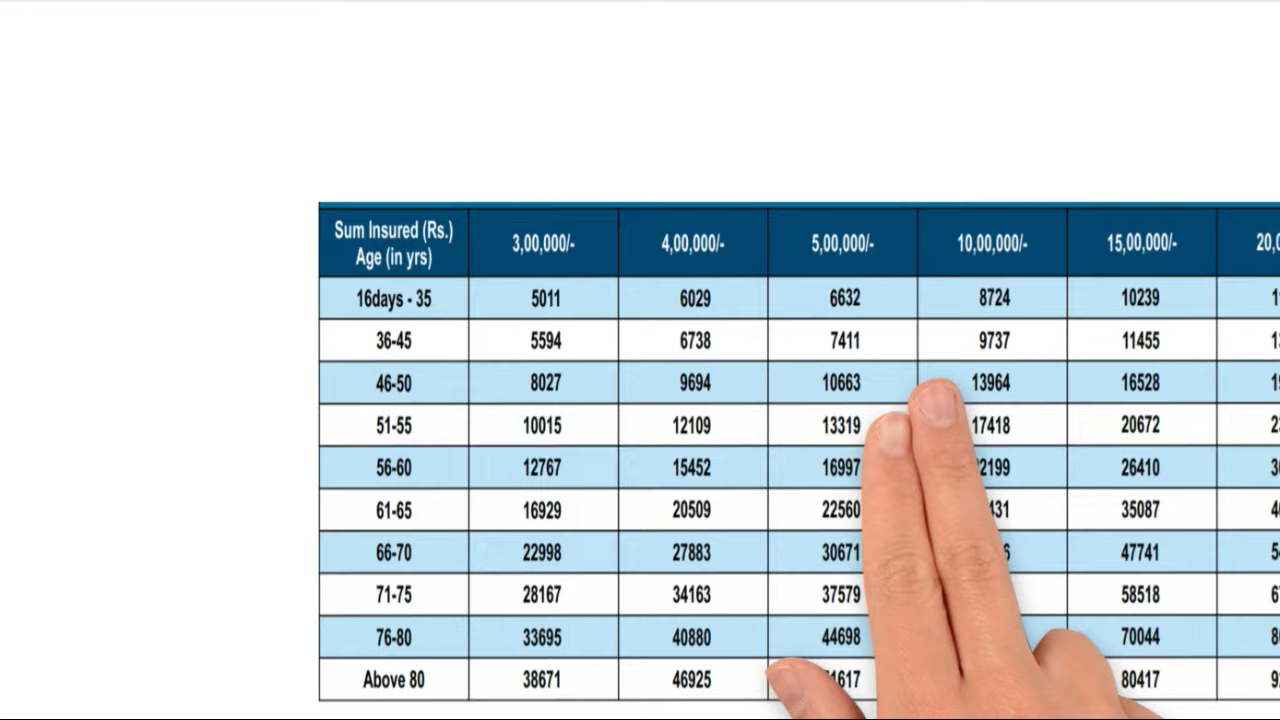 Sum Insured (Rs.) Age (in yrs) 3,00,000/- 4,00,000/- 5,00,000/- 10,00,000/- 15,00,000/-
16days - 35 5011 6029 6632 8724 10239
36-45 5594 6738 7411 9737 11455
46-50 8027 9694 10663 13964 16528
51-55 10015 12109 13319 17418 20672
56-60 12767 15452 16997 26410
61-65 16929 20509 22560 35087
66-70 22998 27883 30671 47741
71-75 28167 34163 37579 58518
76-80 33695 40880 44698 70044
Above 80 38671 46925 80417